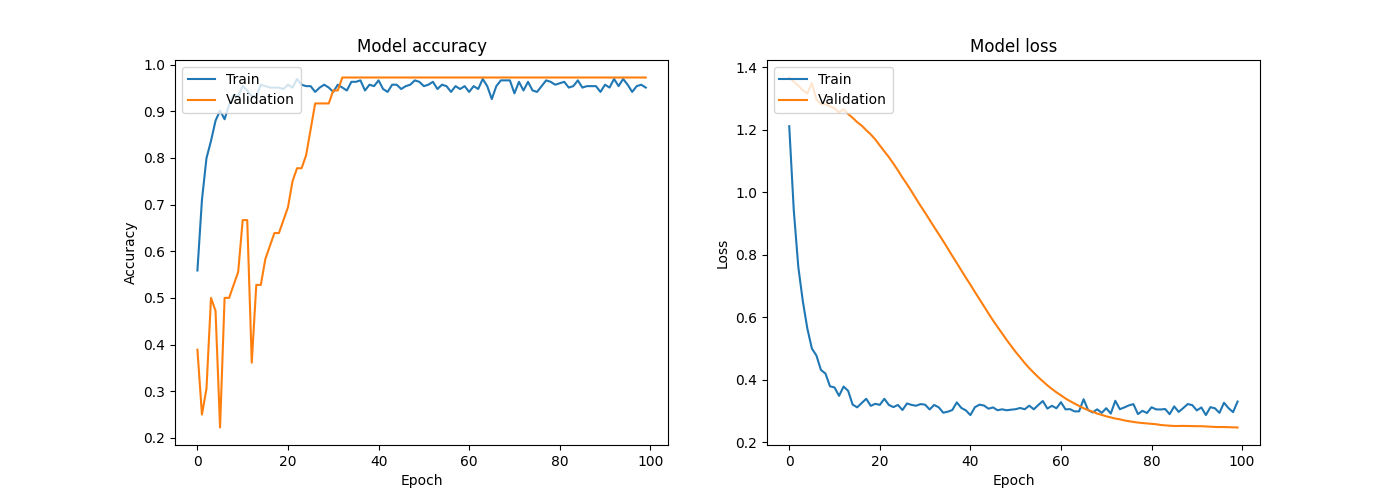 Model accuracy
Train
Validation
1.0
0.9
0.8
0.7
0.6
0.5
0.4
0.3
0.2
Accuracy
0 20 40 60 80 100
Epoch
Model loss
Train
Validation
1.4
1.2
1.0
0.8
0.6
0.4
0.2
Loss
0 20 40 60 80 100
Epoch